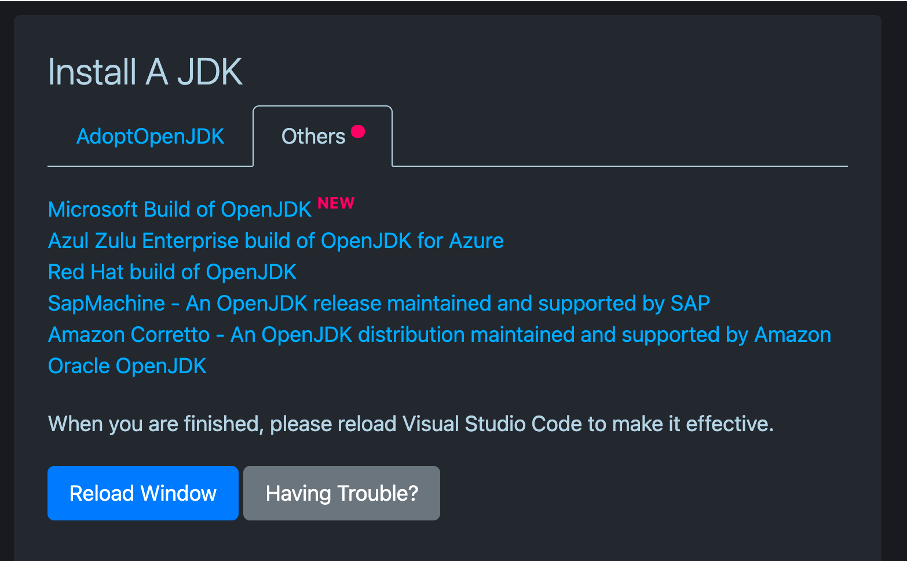 Install A JDK
AdoptOpenJDK
Others
Microsoft Build of OpenJDK NEW
Azul Zulu Enterprise build of OpenJDK for Azure
Red Hat build of OpenJDK
SapMachine - An OpenJDK release maintained and supported by SAP
Amazon Corretto - An OpenJDK distribution maintained and supported by Amazon
Oracle OpenJDK
When you are finished, please reload Visual Studio Code to make it effective.
Reload Window
Having Trouble?